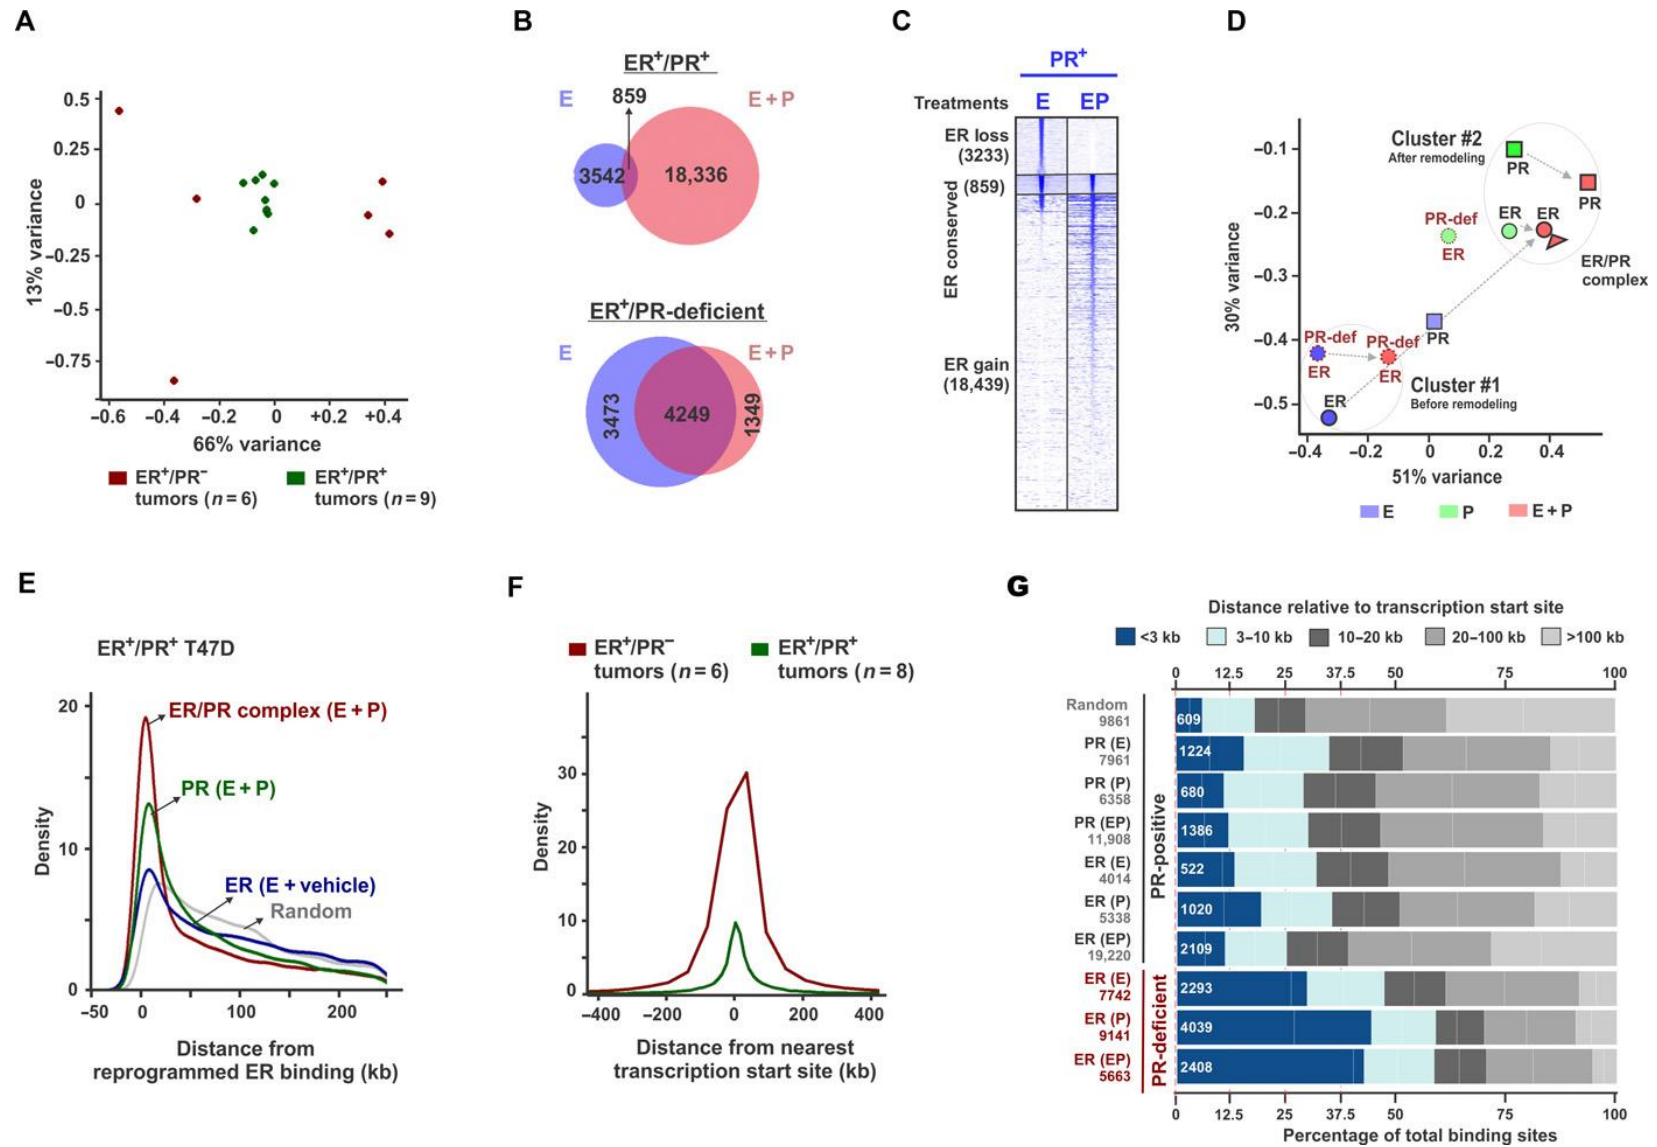 A
0.5
0.25
0
−0.25
−0.5
−0.75
13% variance
−0.6
−0.4
−0.2
0
+0.2
+0.4
66% variance
ER+/PR− tumors (n = 6)
ER+/PR+ tumors (n = 9)
B
ER+/PR+
E
859
E + P
3542
18,336
ER+/PR-deficient
E
E + P
3473
4249
1349
C
PR+
Treatments
E
EP
ER loss
(3233)
(859)
ER conserved
ER gain
(18,439)
D
−0.1
−0.2
−0.3
−0.4
−0.5
30% variance
Cluster #2
After remodeling
PR
PR
ER
ER
PR-def
ER
ER/PR
complex
PR
PR-def
ER
PR-def
ER
ER
Cluster #1
Before remodeling
−0.4
−0.2
0
0.2
0.4
51% variance
E
P
E + P
E
ER+/PR+ T47D
20
10
0
Density
ER/PR complex (E + P)
PR (E + P)
ER (E + vehicle)
Random
−50
0
100
200
Distance from
reprogrammed ER binding (kb)
F
ER+/PR−
tumors (n = 6)
ER+/PR+
tumors (n = 8)
30
20
10
0
Density
−400
−200
0
200
400
Distance from nearest
transcription start site (kb)
G
Distance relative to transcription start site
<3 kb
3–10 kb
10–20 kb
20–100 kb
>100 kb
0
12.5
25
37.5
50
75
100
PR-positive
Random
9861
609
PR (E)
7961
1224
PR (P)
6358
680
PR (EP)
11,908
1386
ER (E)
4014
522
ER (P)
5338
1020
ER (EP)
19,220
2109
PR-deficient
ER (E)
7742
2293
ER (P)
9141
4039
ER (EP)
5663
2408
0
12.5
25
37.5
50
75
100
Percentage of total binding sites